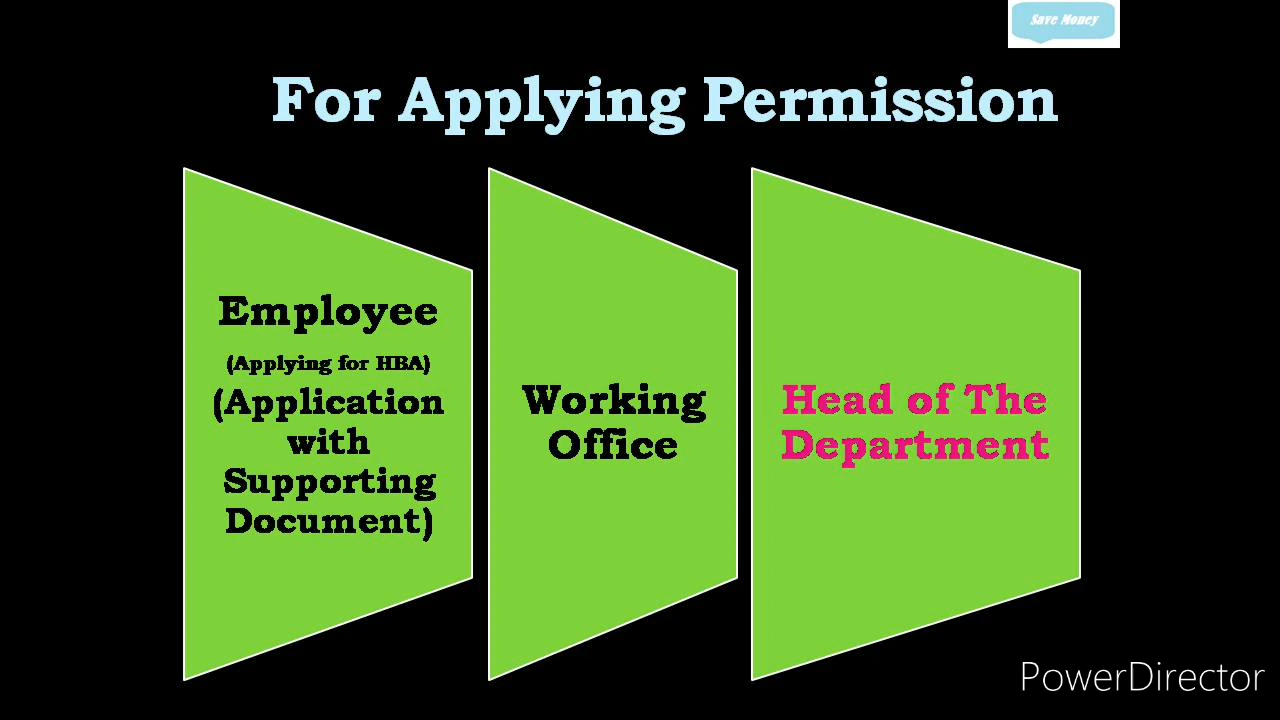 Save Money
For Applying Permission
Employee
(Applying for HBA)
(Application
with
Supporting
Document)
Working
Office
Head of The
Department
PowerDirector